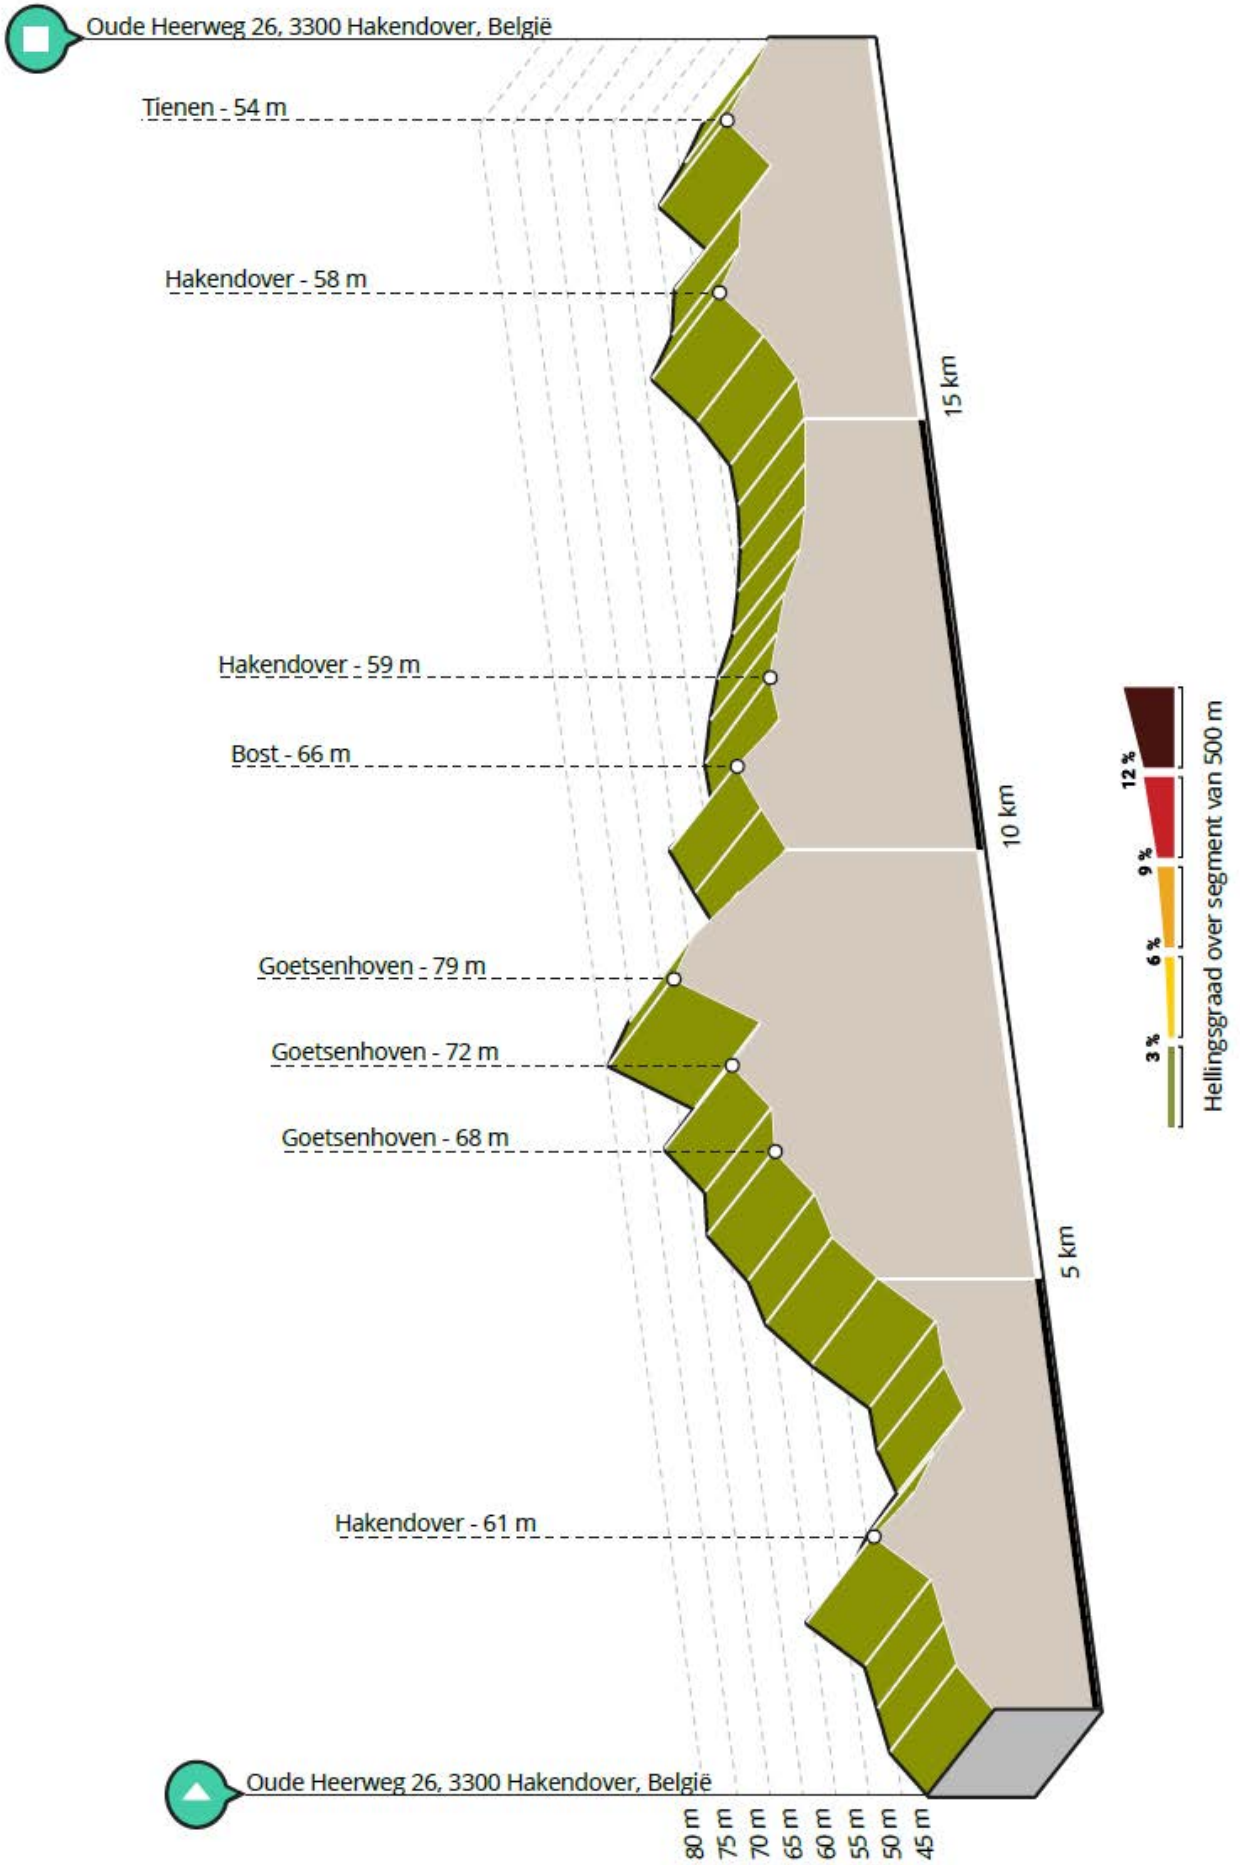 Oude Heerweg 26, 3300 Hakendover, België
Tienen - 54 m
Hakendover - 58 m
15 km
Hakendover - 59 m
Bost - 66 m
10 km
Goetsenhoven - 79 m
Goetsenhoven - 72 m
Goetsenhoven - 68 m
5 km
Hakendover - 61 m
Oude Heerweg 26, 3300 Hakendover, België
80 m
75 m
70 m
65 m
60 m
55 m
50 m
45 m
3 %
6 %
9 %
12 %
Hellingsgraad over segment van 500 m